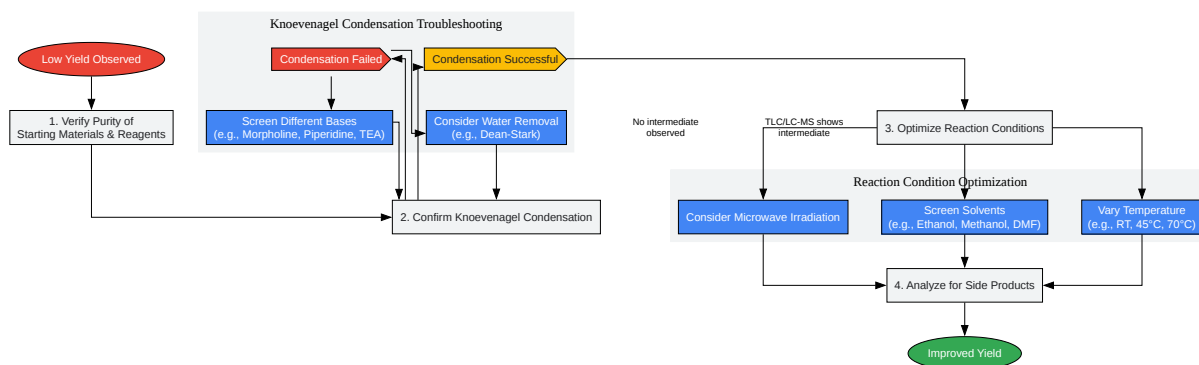 Knoevenagel Condensation Troubleshooting
Low Yield Observed
Condensation Failed
Condensation Successful
1. Verify Purity of
Starting Materials & Reagents
Screen Different Bases
(e.g., Morpholine, Piperidine, TEA)
Consider Water Removal
(e.g., Dean-Stark)
No intermediate
observed
TLC/LC-MS shows
intermediate
3. Optimize Reaction Conditions
Reaction Condition Optimization
2. Confirm Knoevenagel Condensation
Consider Microwave Irradiation
Screen Solvents
(e.g., Ethanol, Methanol, DMF)
Vary Temperature
(e.g., RT, 45°C, 70°C)
4. Analyze for Side Products
Improved Yield